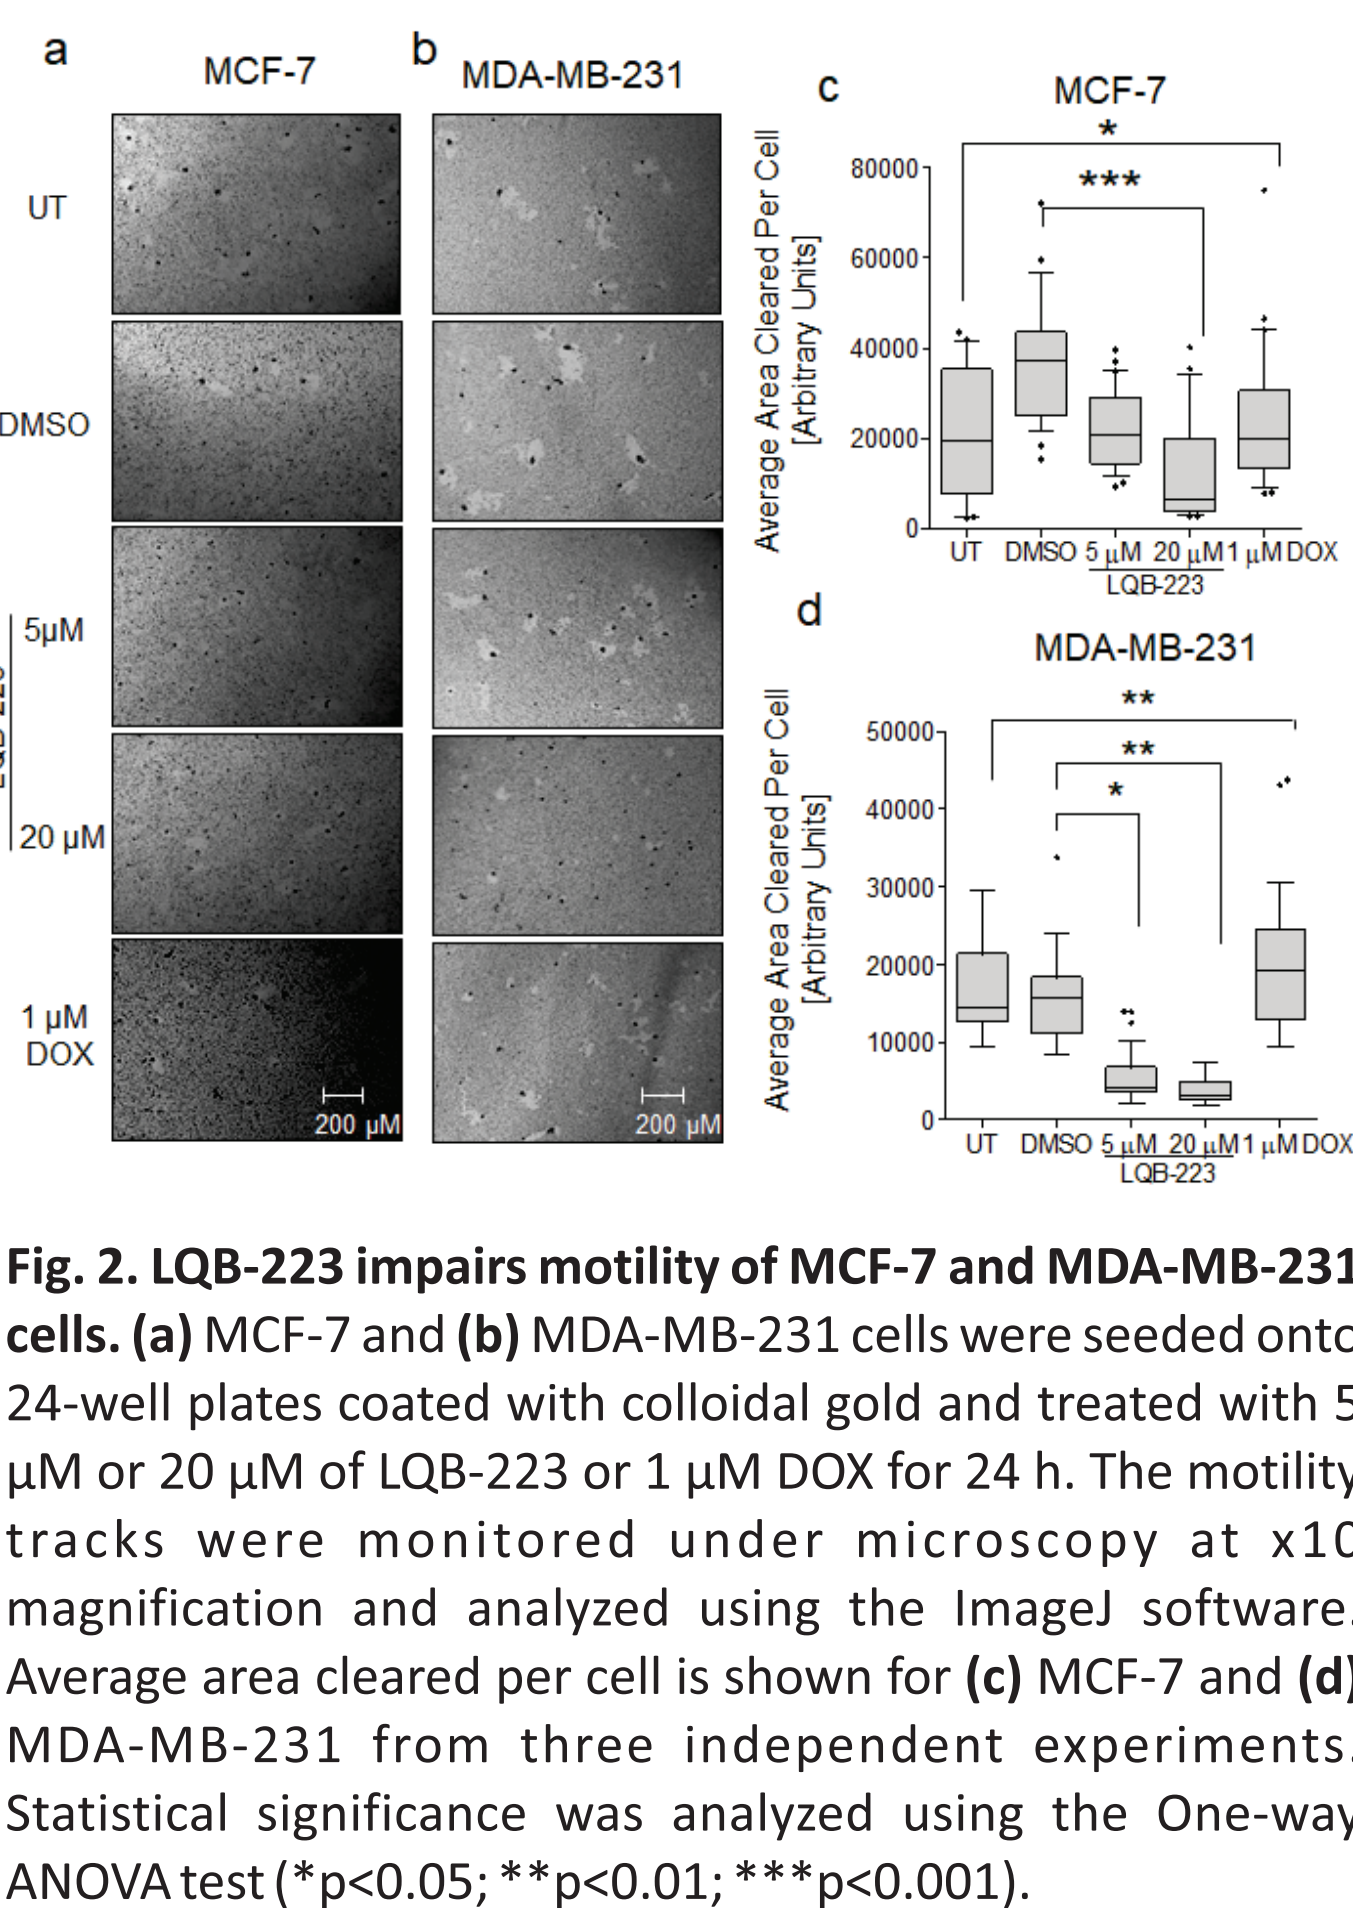 a
MCF-7
b
MDA-MB-231
UT
DMSO
5µM
20 µM
1 µM
DOX
200 µM
200 µM
c
MCF-7
*
***
Average Area Cleared Per Cell
[Arbitrary Units]
80000
60000
40000
20000
0
UT DMSO 5 µM 20 µM 1 µM DOX
LQB-223
d
MDA-MB-231
**
**
*
Average Area Cleared Per Cell
[Arbitrary Units]
50000
40000
30000
20000
10000
0
UT DMSO 5 µM 20 µM 1 µM DOX
LQB-223
Fig. 2. LQB-223 impairs motility of MCF-7 and MDA-MB-231
cells. (a) MCF-7 and (b) MDA-MB-231 cells were seeded onto
24-well plates coated with colloidal gold and treated with 5
µM or 20 µM of LQB-223 or 1 µM DOX for 24 h. The motility
tracks were monitored under microscopy at x10
magnification and analyzed using the ImageJ software.
Average area cleared per cell is shown for (c) MCF-7 and (d)
MDA-MB-231 from three independent experiments.
Statistical significance was analyzed using the One-way
ANOVA test (*p<0.05; **p<0.01; ***p<0.001).